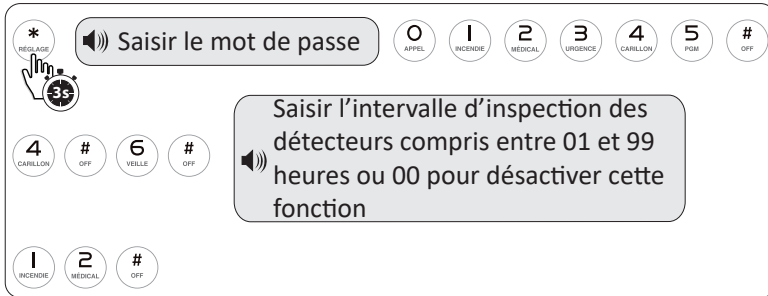 * RÉGLAGE 3s Saisir le mot de passe 0 APPEL 1 INCENDIE 2 MÉDICAL 3 URGENCE 4 CARILLON 5 PGM # OFF
4 CARILLON # OFF 6 VEILLE # OFF
Saisir l’intervalle d’inspection des
détecteurs compris entre 01 et 99
heures ou 00 pour désactiver cette
fonction
1 INCENDIE 2 MÉDICAL # OFF